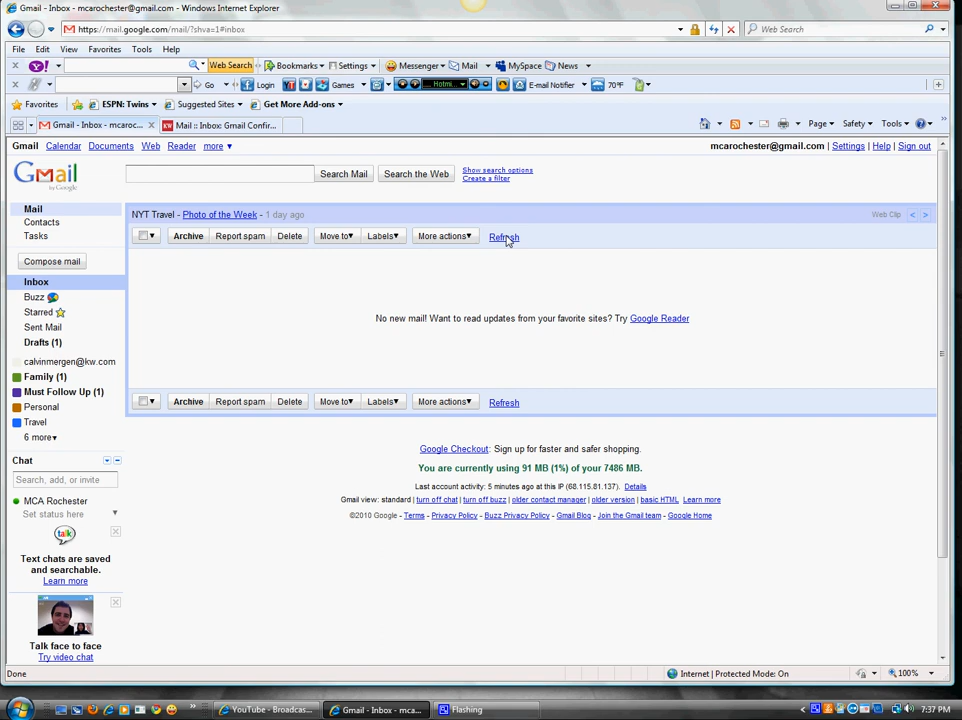 Gmail - Inbox - mcarochester@gmail.com - Windows Internet Explorer
https://mail.google.com/mail/?shva=1#inbox
Web Search
File Edit View Favorites Tools Help
Y! Web Search Bookmarks Settings Messenger Mail MySpace News
Go Login Games Hotmi E-mail Notifier 70°F
Favorites ESPN: Twins Suggested Sites Get More Add-ons
Gmail - Inbox - mcaroc... KW Mail :: Inbox: Gmail Confir... Page Safety Tools
Gmail Calendar Documents Web Reader more mcarochester@gmail.com | Settings | Help | Sign out
Gmail by Google
Search Mail Search the Web Show search options
Create a filter
Mail
Contacts
Tasks
Compose mail
Inbox
Buzz
Starred
Sent Mail
Drafts (1)
calvinmergen@kw.com
Family (1)
Must Follow Up (1)
Personal
Travel
6 more
NYT Travel - Photo of the Week - 1 day ago Web Clip < >
Archive Report spam Delete Move to Labels More actions Refresh
No new mail! Want to read updates from your favorite sites? Try Google Reader
Archive Report spam Delete Move to Labels More actions Refresh
Google Checkout: Sign up for faster and safer shopping.
You are currently using 91 MB (1%) of your 7486 MB.
Last account activity: 5 minutes ago at this IP (68.115.81.137). Details
Gmail view: standard | turn off chat | turn off buzz | older contact manager | older version | basic HTML Learn more
©2010 Google - Terms - Privacy Policy - Buzz Privacy Policy - Gmail Blog - Join the Gmail team - Google Home
Chat
Search, add, or invite
MCA Rochester
Set status here
talk
Text chats are saved
and searchable.
Learn more
Talk face to face
Try video chat
Done Internet | Protected Mode: On 100%
YouTube - Broadcas... Gmail - Inbox - mca... Flashing 7:37 PM